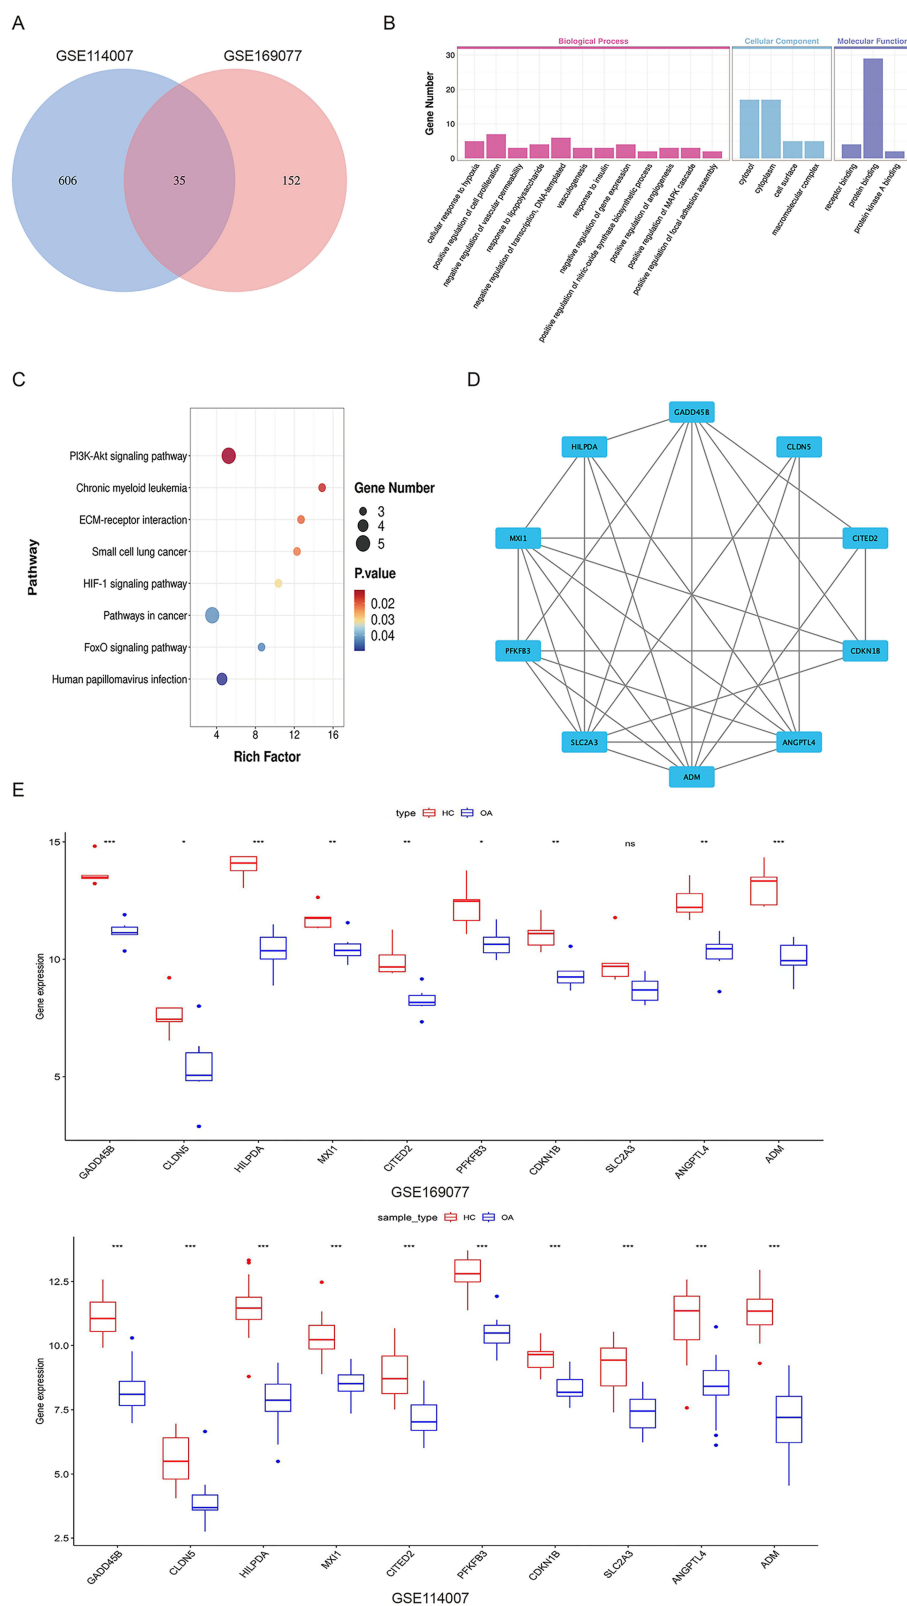 A
GSE114007
GSE169077
606
35
152
B
Biological Process
Cellular Component
Molecular Function
Gene Number
30
20
10
0
cellular response to hypoxia
positive regulation of cell proliferation
negative regulation of vascular permeability
response to lipopolysaccharide
negative regulation of transcription, DNA-templated
vasculogenesis
response to insulin
negative regulation of gene expression
positive regulation of nitric-oxide synthase biosynthetic process
positive regulation of angiogenesis
positive regulation of MAPK cascade
positive regulation of focal adhesion assembly
cytosol
cytoplasm
cell surface
macromolecular complex
receptor binding
protein binding
protein kinase A binding
C
Pathway
PI3K-Akt signaling pathway
Chronic myeloid leukemia
ECM-receptor interaction
Small cell lung cancer
HIF-1 signaling pathway
Pathways in cancer
FoxO signaling pathway
Human papillomavirus infection
4
8
12
16
Rich Factor
Gene Number
3
4
5
P.value
0.02
0.03
0.04
D
GADD45B
HILPDA
CLDN5
MXI1
CITED2
PFKFB3
CDKN1B
SLC2A3
ANGPTL4
ADM
E
type HC OA
Gene expression
15
10
5
*** * *** ** ** * ** ns ** ***
GADD45B
CLDN5
HILPDA
MXI1
CITED2
PFKFB3
CDKN1B
SLC2A3
ANGPTL4
ADM
GSE169077
sample_type HC OA
Gene expression
12.5
10.0
7.5
5.0
2.5
*** *** *** *** *** *** *** *** *** ***
GADD45B
CLDN5
HILPDA
MXI1
CITED2
PFKFB3
CDKN1B
SLC2A3
ANGPTL4
ADM
GSE114007